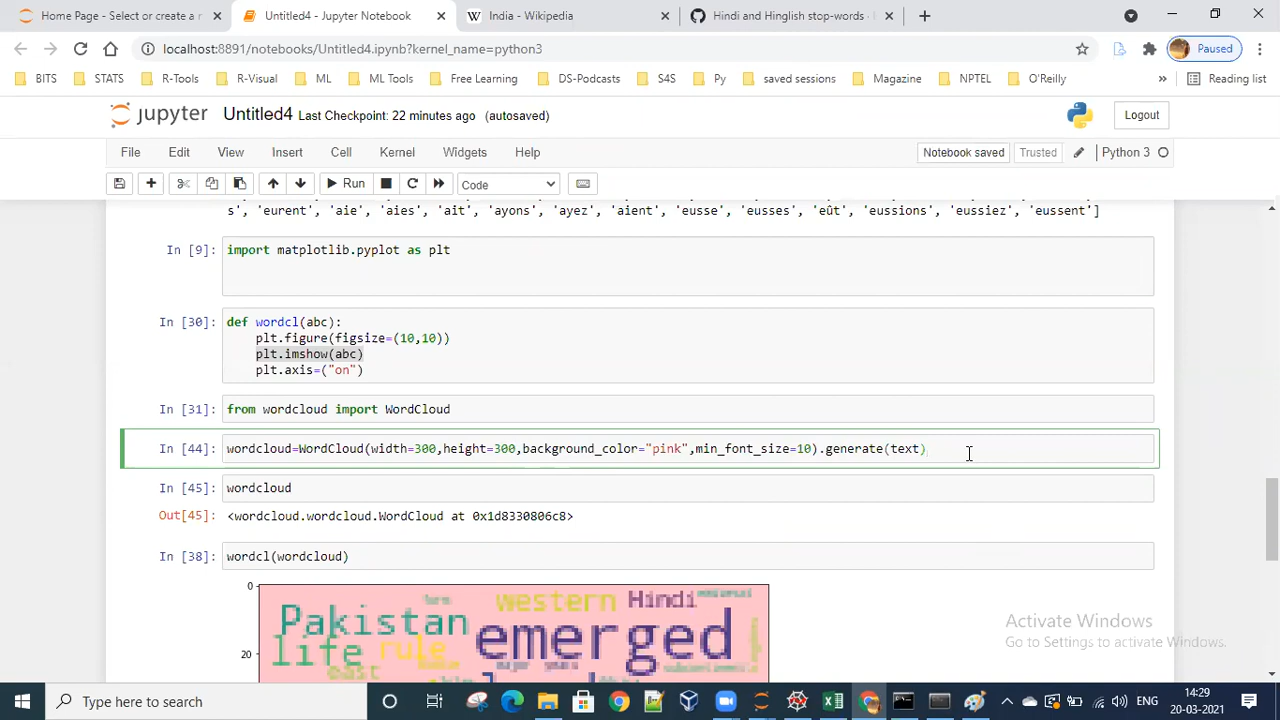 Home Page - Select or create a n
Untitled4 - Jupyter Notebook
India - Wikipedia
Hindi and Hinglish stop-words ·
localhost:8891/notebooks/Untitled4.ipynb?kernel_name=python3
Paused
BITS STATS R-Tools R-Visual ML ML Tools Free Learning DS-Podcasts S4S Py saved sessions Magazine NPTEL O'Reilly » Reading list
jupyter Untitled4 Last Checkpoint: 22 minutes ago (autosaved) Logout
File Edit View Insert Cell Kernel Widgets Help Notebook saved Trusted Python 3
Run Code
s', 'eurent', 'aie', 'aies', 'ait', 'ayons', 'ayez', 'aient', 'eusse', 'eusses', 'eût', 'eussions', 'eussiez', 'eussent']
In [9]: import matplotlib.pyplot as plt
In [30]: def wordcl(abc):
plt.figure(figsize=(10,10))
plt.imshow(abc)
plt.axis=("on")
In [31]: from wordcloud import WordCloud
In [44]: wordcloud=WordCloud(width=300,height=300,background_color="pink",min_font_size=10).generate(text)
In [45]: wordcloud
Out[45]: <wordcloud.wordcloud.WordCloud at 0x1d8330806c8>
In [38]: wordcl(wordcloud)
0
Pakistan western Hindi
life rule emerged
20
east
Activate Windows
Go to Settings to activate Windows.
Type here to search
ENG
14:29
20-03-2021